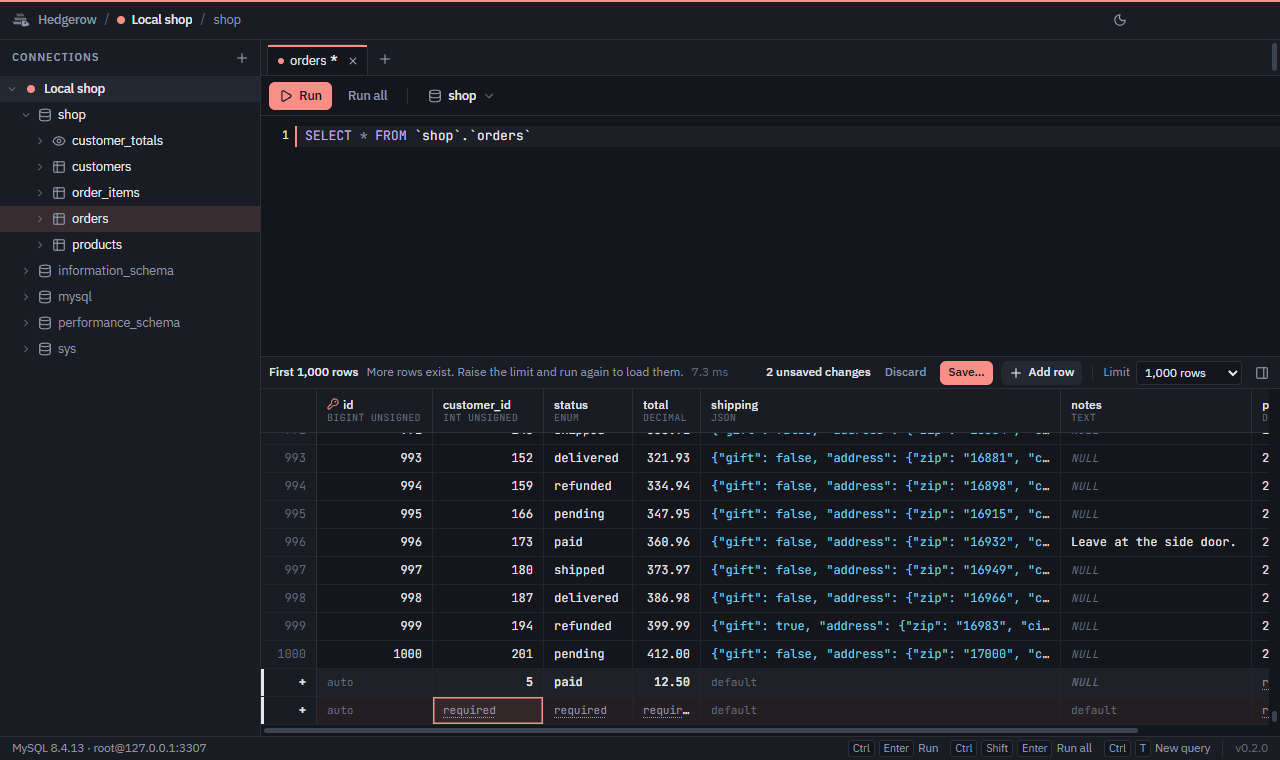 Hedgerow / Local shop / shop
CONNECTIONS
Local shop
shop
customer_totals
customers
order_items
orders
products
information_schema
mysql
performance_schema
sys
orders *
Run Run all shop
1 SELECT * FROM `shop`.`orders`
First 1,000 rows More rows exist. Raise the limit and run again to load them. 7.3 ms 2 unsaved changes Discard Save… Add row Limit 1,000 rows
id customer_id status total shipping notes p
BIGINT UNSIGNED INT UNSIGNED ENUM DECIMAL JSON TEXT D
993 993 152 delivered 321.93 {"gift": false, "address": {"zip": "16881", "c… NULL 2
994 994 159 refunded 334.94 {"gift": false, "address": {"zip": "16898", "c… NULL 2
995 995 166 pending 347.95 {"gift": false, "address": {"zip": "16915", "c… NULL 2
996 996 173 paid 360.96 {"gift": false, "address": {"zip": "16932", "c… Leave at the side door. 2
997 997 180 shipped 373.97 {"gift": false, "address": {"zip": "16949", "c… NULL 2
998 998 187 delivered 386.98 {"gift": false, "address": {"zip": "16966", "c… NULL 2
999 999 194 refunded 399.99 {"gift": true, "address": {"zip": "16983", "ci… NULL 2
1000 1000 201 pending 412.00 {"gift": false, "address": {"zip": "17000", "c… NULL 2
+ auto 5 paid 12.50 default NULL r
+ auto required required requir… default default r
MySQL 8.4.13 · root@127.0.0.1:3307 Ctrl Enter Run Ctrl Shift Enter Run all Ctrl T New query v0.2.0